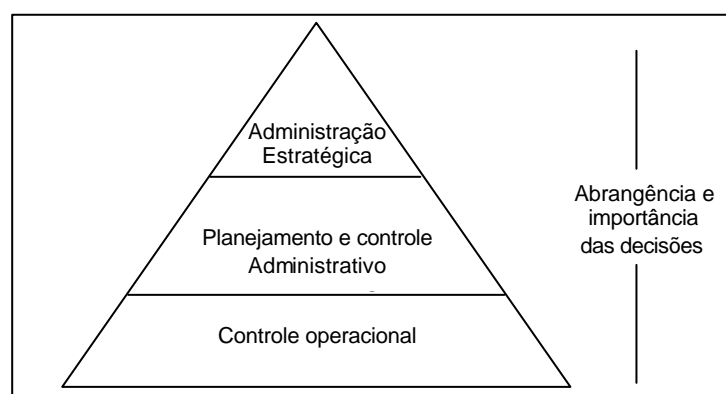 Administração
Estratégica
Planejamento e controle
Administrativo
Controle operacional
Abrangência e
importância
das decisões